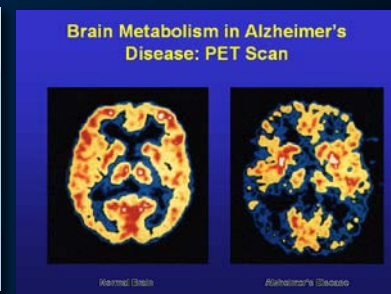 Brain Metabolism in Alzheimer's
Disease: PET Scan
Normal Brain
Alzheimer's Disease